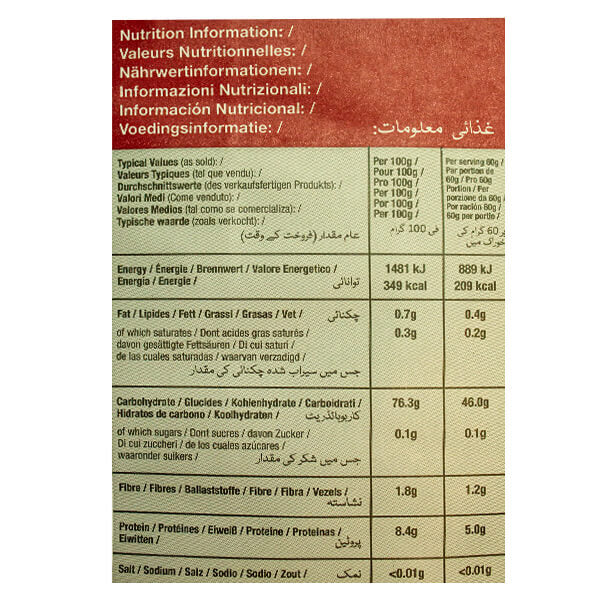 Nutrition Information: /
Valeurs Nutritionnelles: /
Nährwertinformationen: /
Informazioni Nutrizionali: /
Información Nutricional: /
Voedingsinformatie: / غذائی معلومات:
Typical Values (as sold): /
Valeurs Typiques (tel que vendu): /
Durchschnittswerte (des verkaufsfertigen Produkts): /
Valori Medi (Come venduto): /
Valores Medios (tal como se comercializa): /
Typische waarde (zoals verkocht): /
عام مقدار (فروخت کے وقت)
Per 100g /
Pour 100g /
Pro 100g /
Per 100g /
Por 100g /
Per 100g /
فی 100 گرام
Per serving 60g /
Par portion de
60g / Pro 60g
Portion / Per
porzione da 60g /
Por ración 60g /
60g per portie /
پر 60 گرام کی
خوراک میں
Energy / Énergie / Brennwert / Valore Energetico / 1481 kJ 889 kJ
Energía / Energie / توانائی 349 kcal 209 kcal
Fat / Lipides / Fett / Grassi / Grasas / Vet / چکنائی 0.7g 0.4g
of which saturates / Dont acides gras saturés / 0.3g 0.2g
davon gesättigte Fettsäuren / Di cui saturi /
de las cuales saturadas / waarvan verzadigd /
جس میں سیراب شدہ چکنائی کی مقدار
Carbohydrate / Glucides / Kohlenhydrate / Carboidrati / 76.3g 46.0g
Hidratos de carbono / Koolhydraten / کاربوہائڈریٹ
of which sugars / Dont sucres / davon Zucker / 0.1g 0.1g
Di cui zuccheri / de los cuales azúcares /
waaronder suikers / جس میں شکر کی مقدار
Fibre / Fibres / Ballaststoffe / Fibre / Fibra / Vezels / 1.8g 1.2g
نشاستہ
Protein / Protéines / Eiweiß / Proteine / Proteinas / 8.4g 5.0g
Eiwitten / پروٹین
Salt / Sodium / Salz / Sodio / Sodio / Zout / نمک <0.01g <0.01g